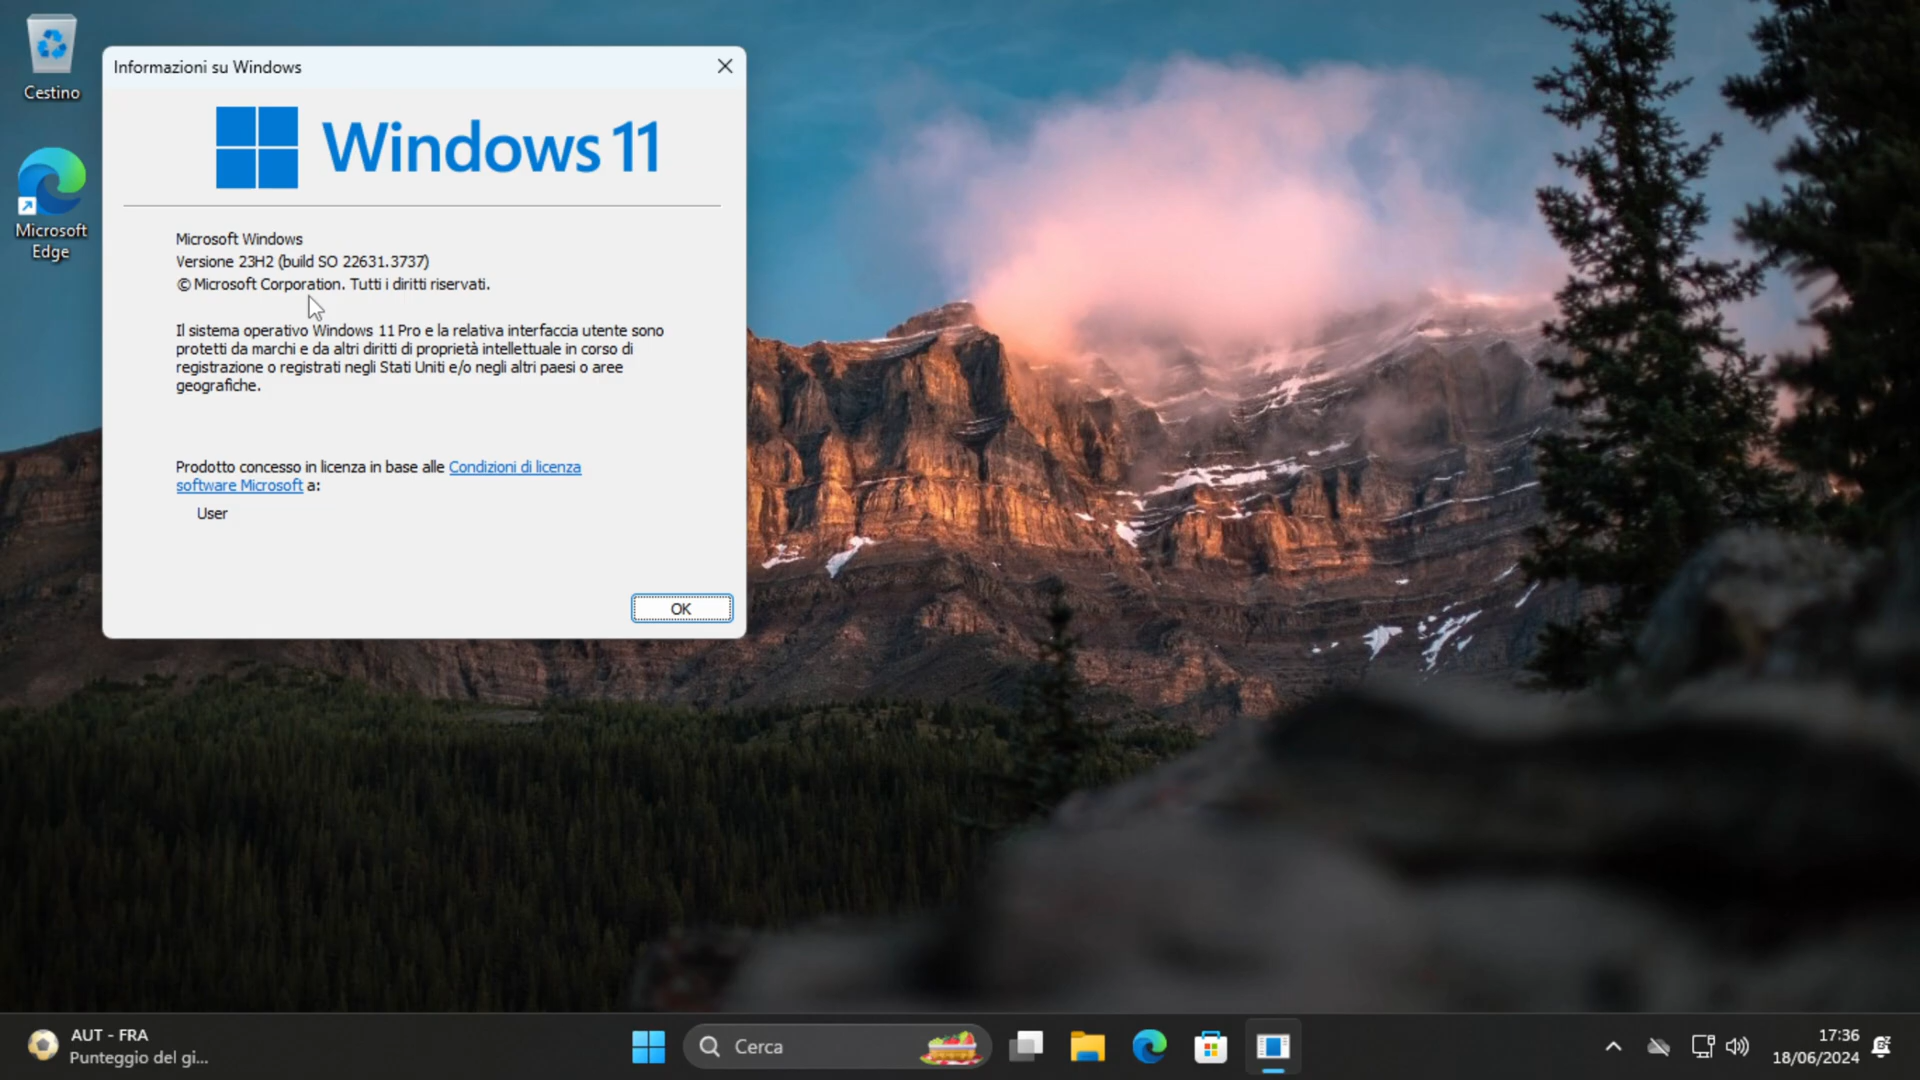 Cestino
Microsoft
Edge
Informazioni su Windows
Windows 11
Microsoft Windows
Versione 23H2 (build SO 22631.3737)
© Microsoft Corporation. Tutti i diritti riservati.
Il sistema operativo Windows 11 Pro e la relativa interfaccia utente sono
protetti da marchi e da altri diritti di proprietà intellettuale in corso di
registrazione o registrati negli Stati Uniti e/o negli altri paesi o aree
geografiche.
Prodotto concesso in licenza in base alle Condizioni di licenza
software Microsoft a:
User
OK
AUT - FRA
Punteggio del gi...
Cerca
17:36
18/06/2024